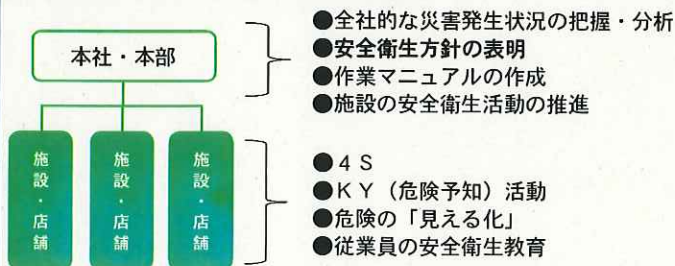 本社・本部
●全社的な災害発生状況の把握・分析
●安全衛生方針の表明
●作業マニュアルの作成
●施設の安全衛生活動の推進
施設・店舗
施設・店舗
施設・店舗
●４Ｓ
●ＫＹ（危険予知）活動
●危険の「見える化」
●従業員の安全衛生教育